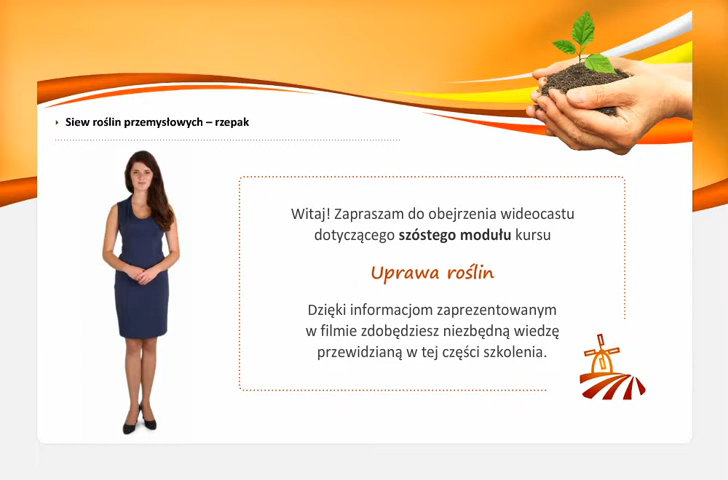 Siew roślin przemysłowych – rzepak
Witaj! Zapraszam do obejrzenia wideocastu
dotyczącego szóstego modułu kursu
Uprawa roślin
Dzięki informacjom zaprezentowanym
w filmie zdobędziesz niezbędną wiedzę
przewidzianą w tej części szkolenia.